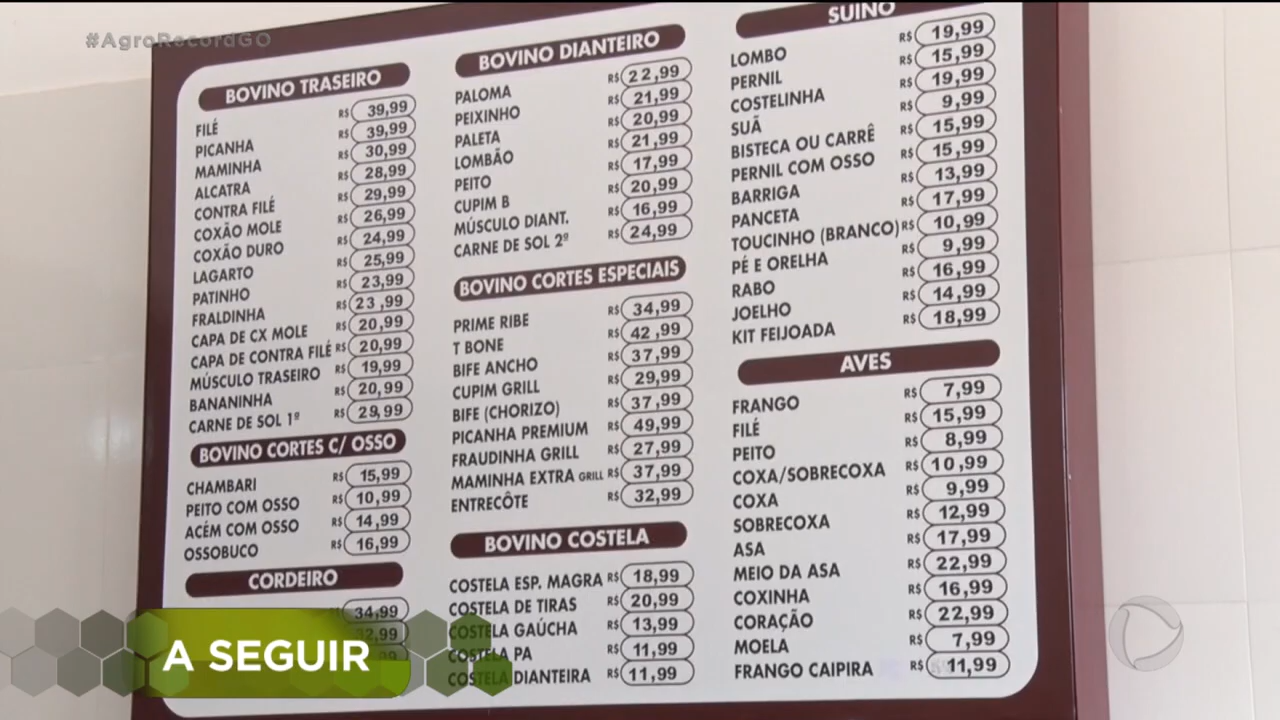 #AgroRecordGO
BOVINO TRASEIRO
FILÉ R$ 39,99
PICANHA R$ 39,99
MAMINHA R$ 30,99
ALCATRA R$ 28,99
CONTRA FILÉ R$ 29,99
COXÃO MOLE R$ 26,99
COXÃO DURO R$ 24,99
LAGARTO R$ 25,99
PATINHO R$ 23,99
FRALDINHA R$ 23,99
CAPA DE CX MOLE R$ 20,99
CAPA DE CONTRA FILÉ R$ 20,99
MÚSCULO TRASEIRO R$ 19,99
BANANINHA R$ 20,99
CARNE DE SOL 1ª R$ 29,99
BOVINO CORTES C/ OSSO
CHAMBARI R$ 15,99
PEITO COM OSSO R$ 10,99
ACÉM COM OSSO R$ 14,99
OSSOBUCO R$ 16,99
CORDEIRO
34,99
32,99
BOVINO DIANTEIRO
PALOMA R$ 22,99
PEIXINHO R$ 21,99
PALETA R$ 20,99
LOMBÃO R$ 21,99
PEITO R$ 17,99
CUPIM B R$ 20,99
MÚSCULO DIANT. R$ 16,99
CARNE DE SOL 2ª R$ 24,99
BOVINO CORTES ESPECIAIS
PRIME RIBE R$ 34,99
T BONE R$ 42,99
BIFE ANCHO R$ 37,99
CUPIM GRILL R$ 29,99
BIFE (CHORIZO) R$ 37,99
PICANHA PREMIUM R$ 49,99
FRAUDINHA GRILL R$ 27,99
MAMINHA EXTRA GRILL R$ 37,99
ENTRECÔTE R$ 32,99
BOVINO COSTELA
COSTELA ESP. MAGRA R$ 18,99
COSTELA DE TIRAS R$ 20,99
COSTELA GAÚCHA R$ 13,99
COSTELA PA R$ 11,99
COSTELA DIANTEIRA R$ 11,99
SUINO
LOMBO R$ 19,99
PERNIL R$ 15,99
COSTELINHA R$ 19,99
SUÃ R$ 9,99
BISTECA OU CARRÊ R$ 15,99
PERNIL COM OSSO R$ 15,99
BARRIGA R$ 13,99
PANCETA R$ 17,99
TOUCINHO (BRANCO) R$ 10,99
PÉ E ORELHA R$ 9,99
RABO R$ 16,99
JOELHO R$ 14,99
KIT FEIJOADA R$ 18,99
AVES
FRANGO R$ 7,99
FILÉ R$ 15,99
PEITO R$ 8,99
COXA/SOBRECOXA R$ 10,99
COXA R$ 9,99
SOBRECOXA R$ 12,99
ASA R$ 17,99
MEIO DA ASA R$ 22,99
COXINHA R$ 16,99
CORAÇÃO R$ 22,99
MOELA R$ 7,99
FRANGO CAIPIRA R$ 11,99
A SEGUIR